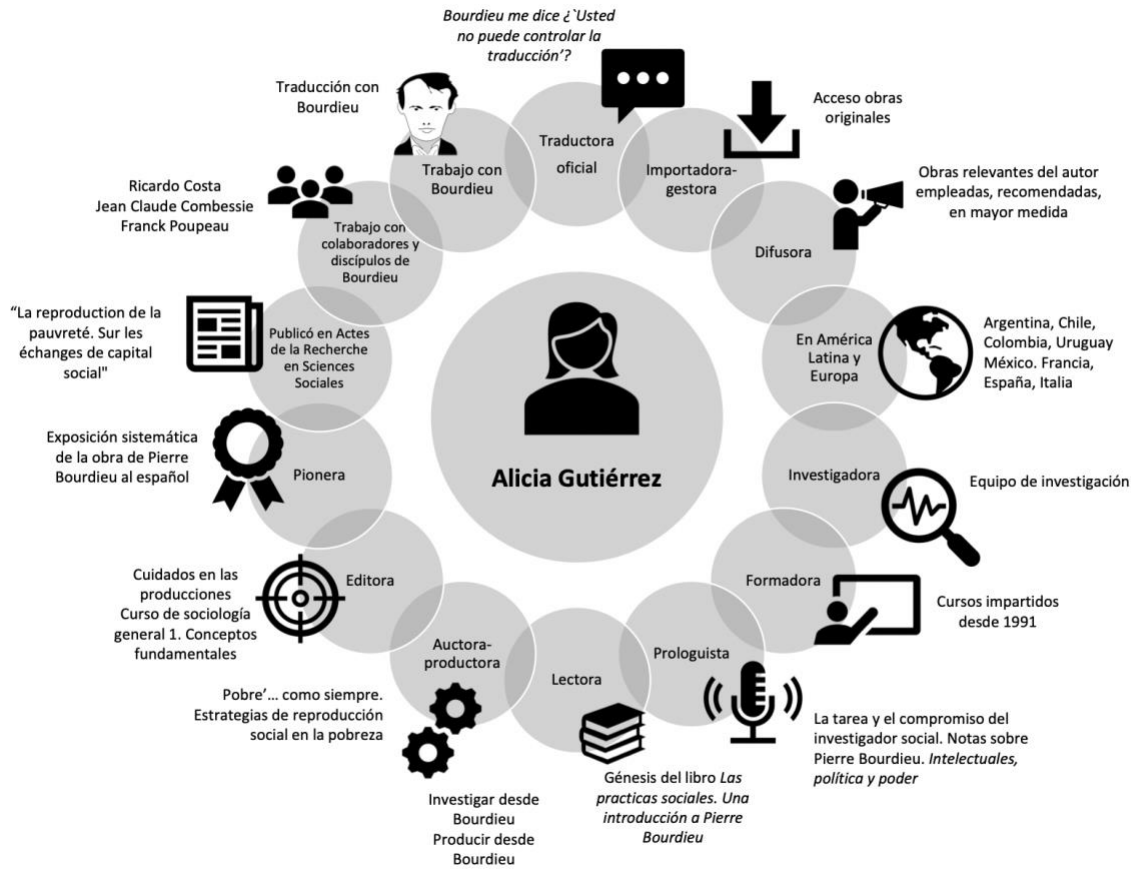 Bourdieu me dice ¿`Usted
no puede controlar la
traducción'?
Traductora
oficial
Acceso obras
originales
Importadora-
gestora
Obras relevantes del autor
empleadas, recomendadas,
en mayor medida
Difusora
Argentina, Chile,
Colombia, Uruguay
México. Francia,
España, Italia
En América
Latina y
Europa
Equipo de investigación
Investigadora
Cursos impartidos
desde 1991
Formadora
La tarea y el compromiso del
investigador social. Notas sobre
Pierre Bourdieu. Intelectuales,
política y poder
Prologuista
Génesis del libro Las
practicas sociales. Una
introducción a Pierre
Bourdieu
Lectora
Auctora-
productora
Pobre'... como siempre.
Estrategias de reproducción
social en la pobreza
Investigar desde
Bourdieu
Producir desde
Bourdieu
Editora
Cuidados en las
producciones
Curso de sociología
general 1. Conceptos
fundamentales
Pionera
Exposición sistemática
de la obra de Pierre
Bourdieu al español
Publicó en Actes
de la Recherche
en Sciences
Sociales
“La reproduction de la
pauvreté. Sur les
échanges de capital
social"
Trabajo con
colaboradores y
discípulos de
Bourdieu
Ricardo Costa
Jean Claude Combessie
Franck Poupeau
Trabajo con
Bourdieu
Traducción con
Bourdieu
Alicia Gutiérrez